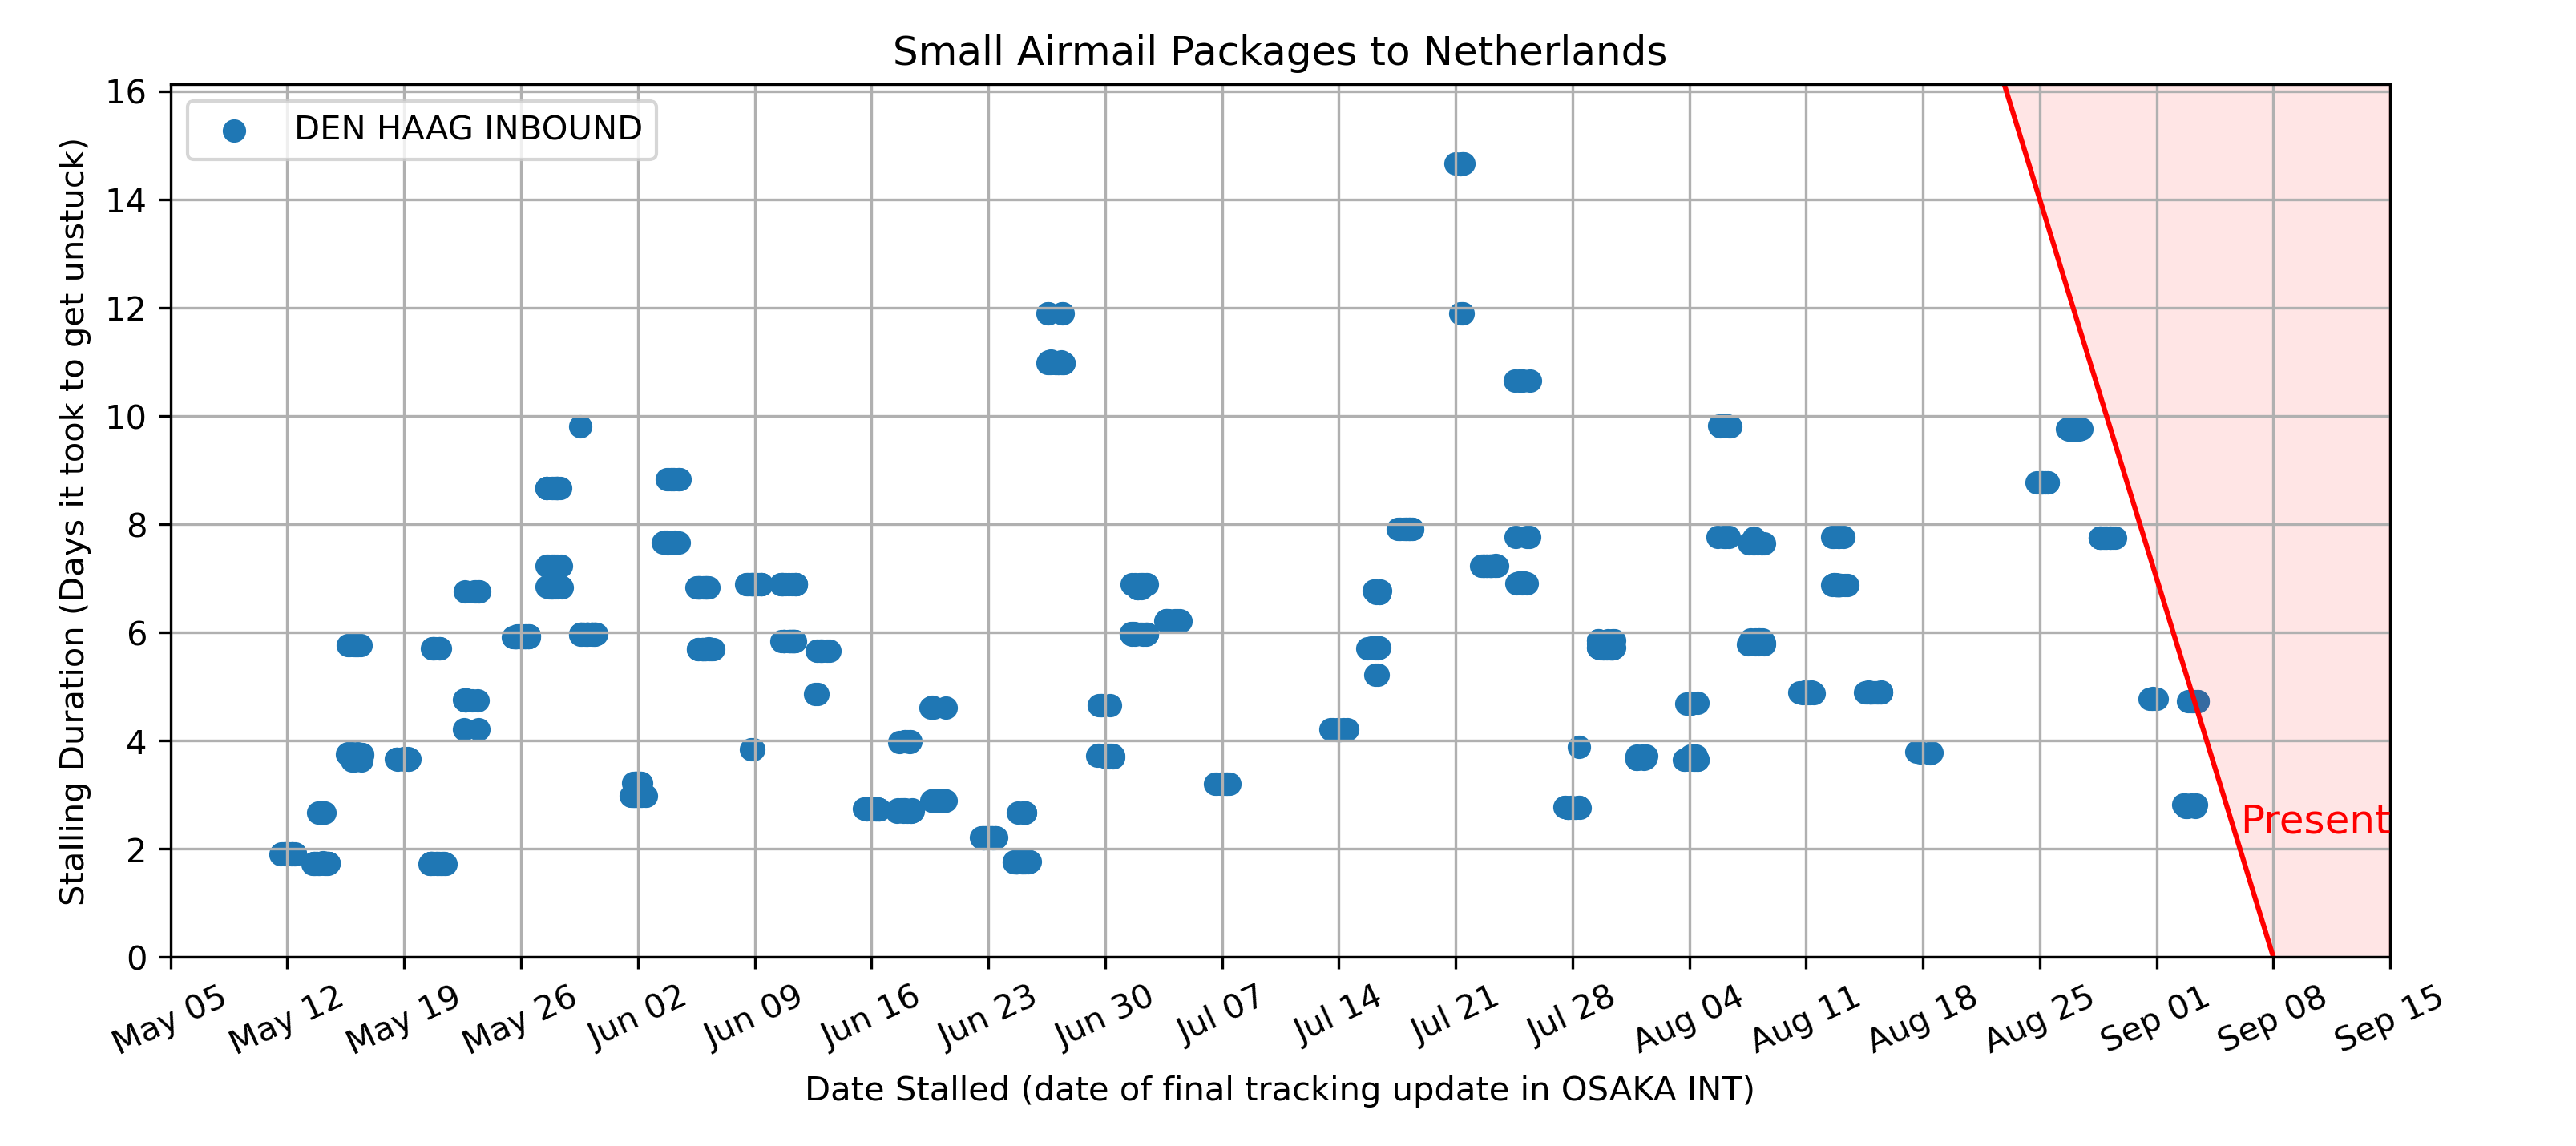 Small Airmail Packages to Netherlands
DEN HAAG INBOUND
Stalling Duration (Days it took to get unstuck)
16
14
12
10
8
6
4
2
0
Present
May 05
May 12
May 19
May 26
Jun 02
Jun 09
Jun 16
Jun 23
Jun 30
Jul 07
Jul 14
Jul 21
Jul 28
Aug 04
Aug 11
Aug 18
Aug 25
Sep 01
Sep 08
Sep 15
Date Stalled (date of final tracking update in OSAKA INT)